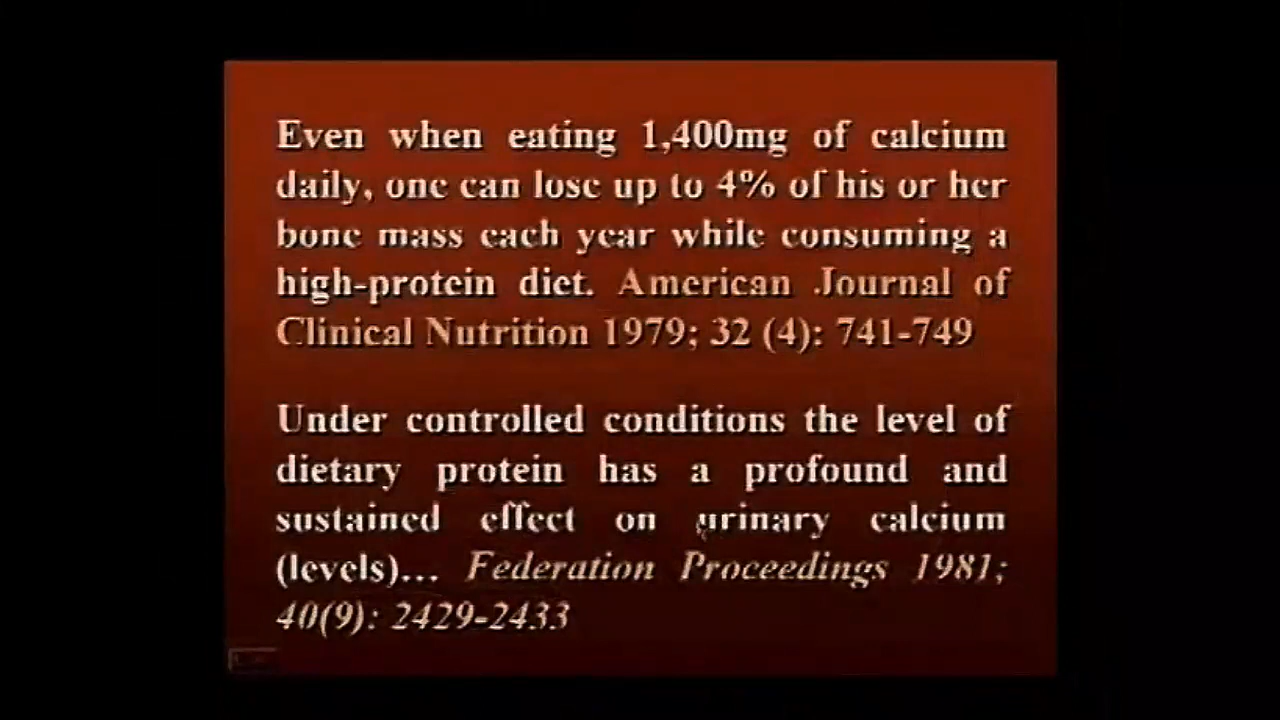 Even when eating 1,400mg of calcium
daily, one can lose up to 4% of his or her
bone mass each year while consuming a
high-protein diet. American Journal of
Clinical Nutrition 1979; 32 (4): 741-749
Under controlled conditions the level of
dietary protein has a profound and
sustained effect on urinary calcium
(levels)... Federation Proceedings 1981;
40(9): 2429-2433